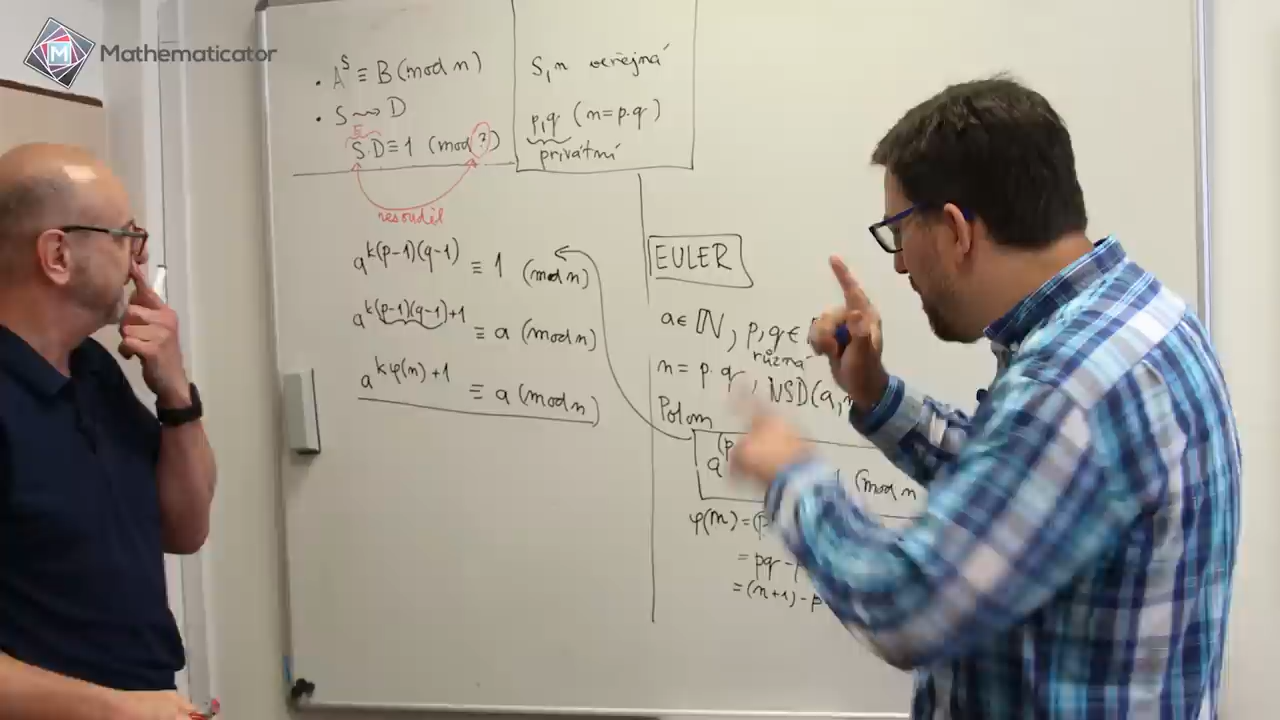 Mathematicator
• A^S ≡ B (mod n)
• S ⇝ D
E
S·D ≡ 1 (mod ?)
nesouděl
S, n veřejná
p, q (n = p·q)
privátní
a^{k(p-1)(q-1)} ≡ 1 (mod n)
a^{k(p-1)(q-1)+1} ≡ a (mod n)
a^{kφ(n)+1} ≡ a (mod n)
EULER
a ∈ ℕ, p, q ∈
různá
n = p·q, NSD(a,
Potom
a^{(p
(mod n
φ(n) = (p
= pq - p
= (n+1) - p